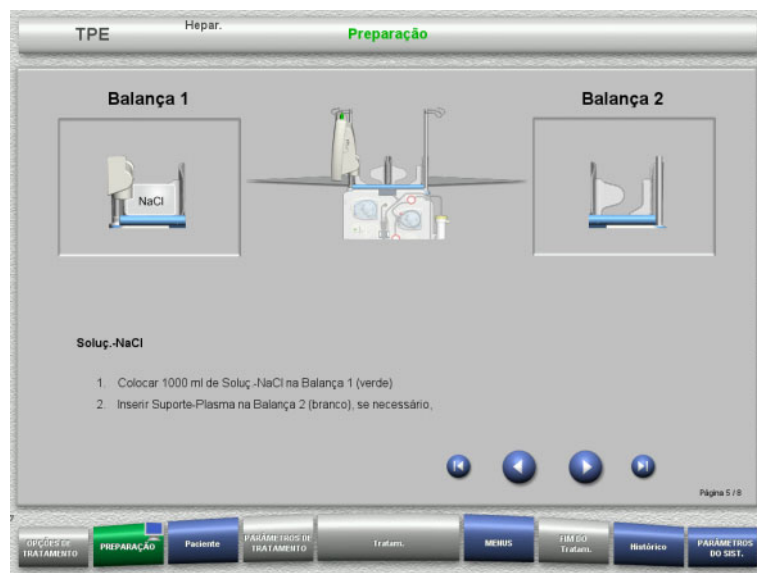 TPE
Hepar.
Preparação
Balança 1
Balança 2
NaCl
Soluç.-NaCl
1. Colocar 1000 ml de Soluç.-NaCl na Balança 1 (verde)
2. Inserir Suporte-Plasma na Balança 2 (branco), se necessário,
Página 5 / 8
OPÇÕES DE
TRATAMENTO
PREPARAÇÃO
Paciente
PARÂMETROS DE
TRATAMENTO
Tratam.
MENUS
FIM DO
Tratam.
Histórico
PARÂMETROS
DO SIST.